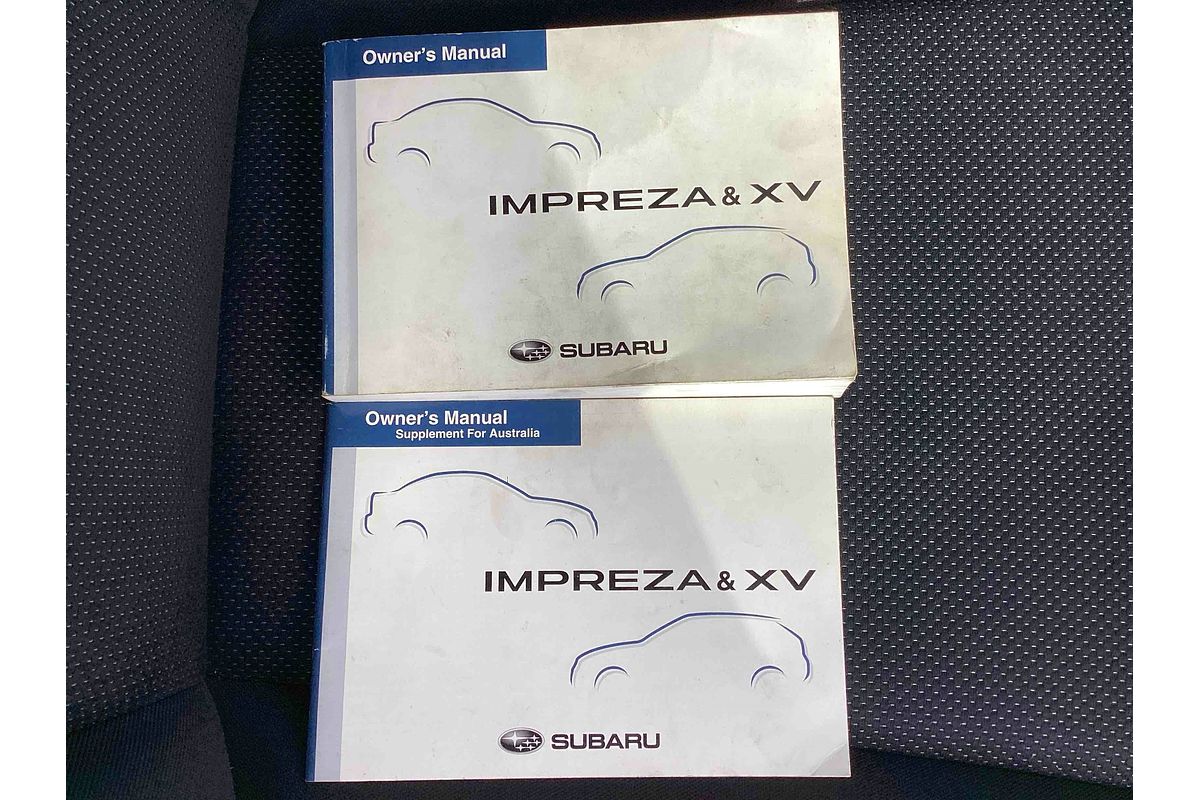 Owner's Manual
IMPREZA & XV
SUBARU
Owner's Manual
Supplement For Australia
IMPREZA & XV
SUBARU